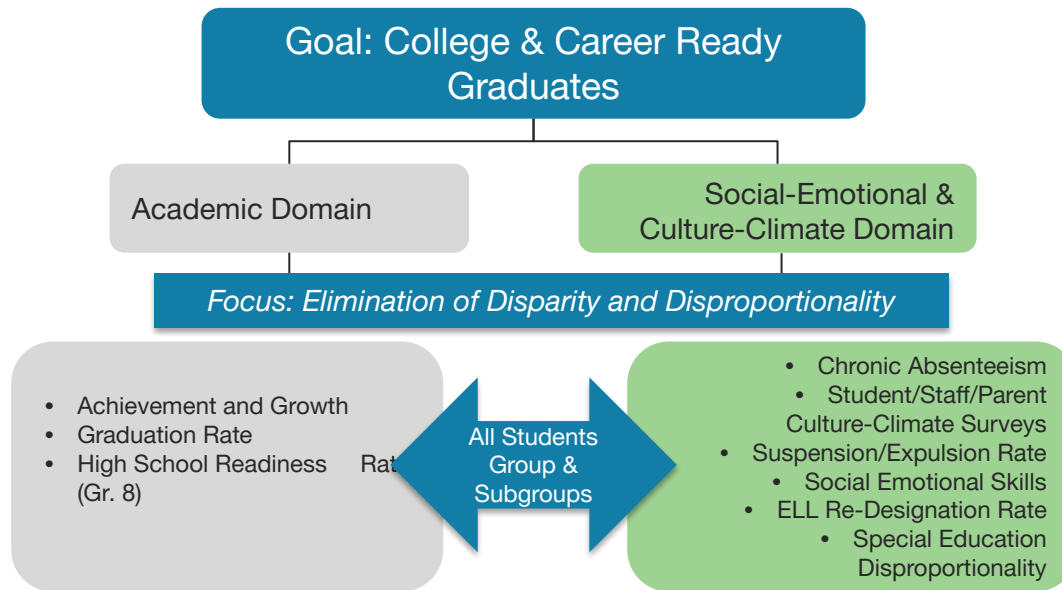 Goal: College & Career Ready
Graduates
Academic Domain
Social-Emotional &
Culture-Climate Domain
Focus: Elimination of Disparity and Disproportionality
• Achievement and Growth
• Graduation Rate
• High School Readiness Rat
(Gr. 8)
All Students
Group &
Subgroups
• Chronic Absenteeism
• Student/Staff/Parent
Culture-Climate Surveys
• Suspension/Expulsion Rate
• Social Emotional Skills
• ELL Re-Designation Rate
• Special Education
Disproportionality